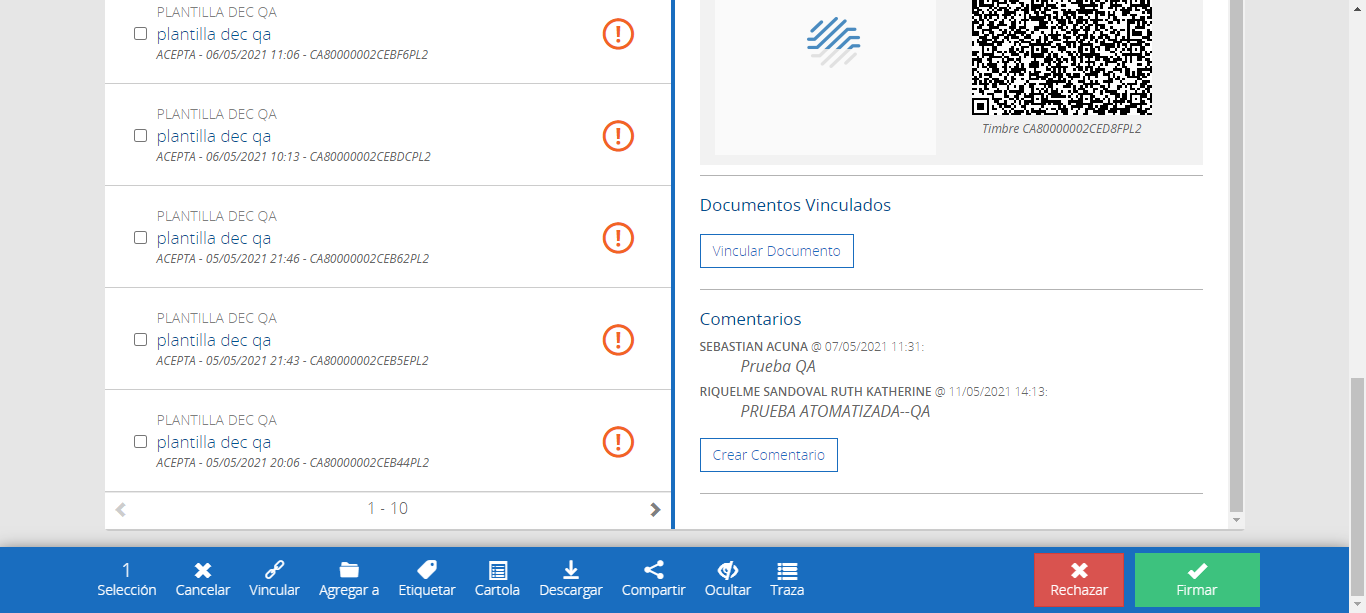 PLANTILLA DEC QA
plantilla dec qa
ACEPTA - 06/05/2021 11:06 - CA80000002CEBF6PL2
PLANTILLA DEC QA
plantilla dec qa
ACEPTA - 06/05/2021 10:13 - CA80000002CEBDCPL2
PLANTILLA DEC QA
plantilla dec qa
ACEPTA - 05/05/2021 21:46 - CA80000002CEB62PL2
PLANTILLA DEC QA
plantilla dec qa
ACEPTA - 05/05/2021 21:43 - CA80000002CEB5EPL2
PLANTILLA DEC QA
plantilla dec qa
ACEPTA - 05/05/2021 20:06 - CA80000002CEB44PL2
1 - 10
Timbre CA80000002CED8FPL2
Documentos Vinculados
Vincular Documento
Comentarios
SEBASTIAN ACUNA @ 07/05/2021 11:31:
Prueba QA
RIQUELME SANDOVAL RUTH KATHERINE @ 11/05/2021 14:13:
PRUEBA ATOMATIZADA--QA
Crear Comentario
1
Selección
Cancelar
Vincular
Agregar a
Etiquetar
Cartola
Descargar
Compartir
Ocultar
Traza
Rechazar
Firmar